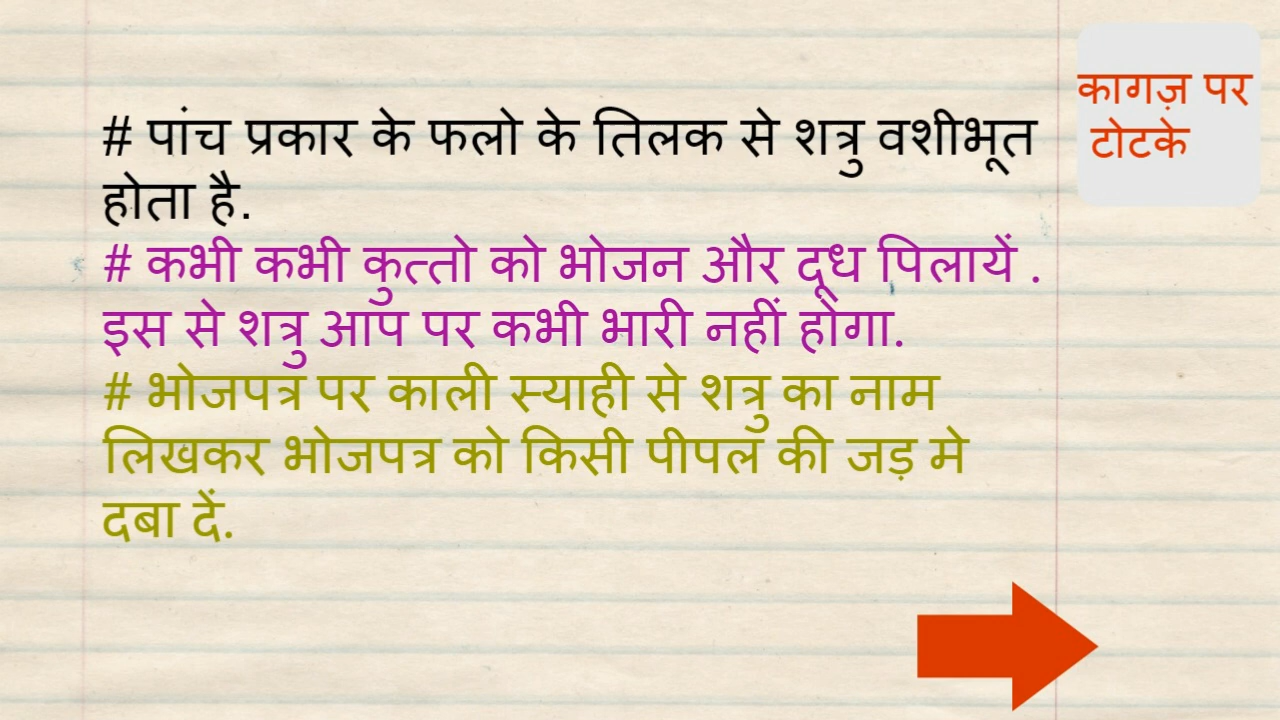 # पांच प्रकार के फलो के तिलक से शत्रु वशीभूत
होता है.
# कभी कभी कुत्तो को भोजन और दूध पिलायें .
इस से शत्रु आप पर कभी भारी नहीं होगा.
# भोजपत्र पर काली स्याही से शत्रु का नाम
लिखकर भोजपत्र को किसी पीपल की जड़ मे
दबा दें.
कागज़ पर
टोटके